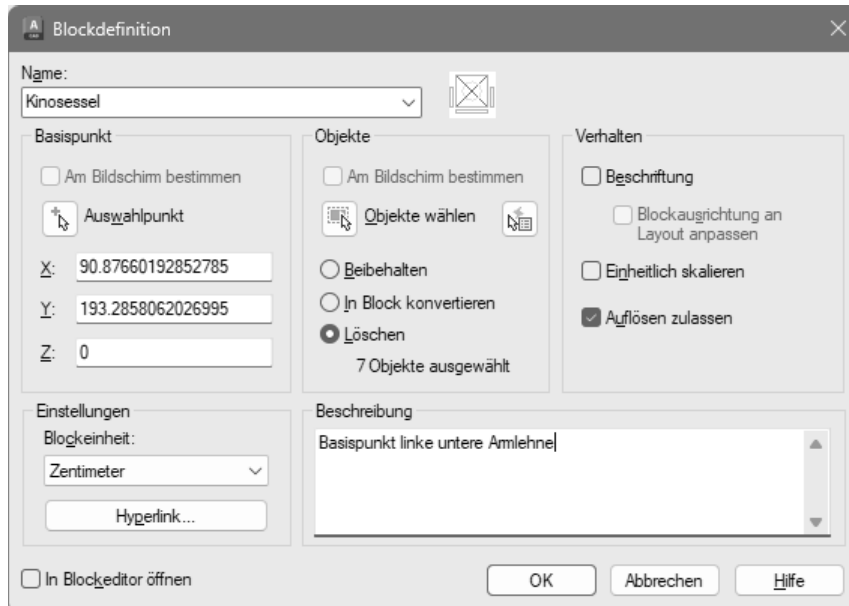 Blockdefinition
Name:
Kinosessel
Basispunkt
Am Bildschirm bestimmen
Auswahlpunkt
X: 90.87660192852785
Y: 193.2858062026995
Z: 0
Objekte
Am Bildschirm bestimmen
Objekte wählen
Beibehalten
In Block konvertieren
Löschen
7 Objekte ausgewählt
Verhalten
Beschriftung
Blockausrichtung an
Layout anpassen
Einheitlich skalieren
Auflösen zulassen
Einstellungen
Blockeinheit:
Zentimeter
Hyperlink...
Beschreibung
Basispunkt linke untere Armlehne
In Blockeditor öffnen
OK
Abbrechen
Hilfe